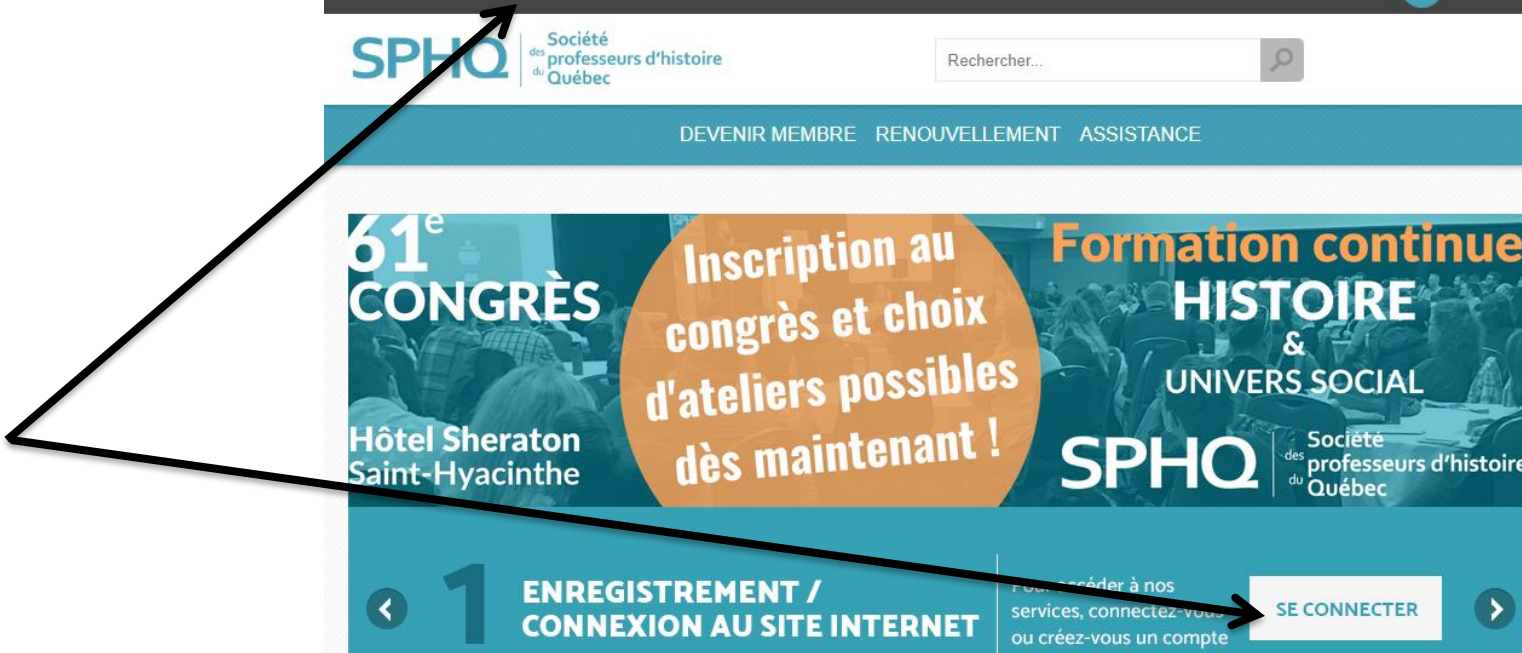 SPHQ
Société
des professeurs d'histoire
du Québec
Rechercher...
DEVENIR MEMBRE RENOUVELLEMENT ASSISTANCE
61e
CONGRÈS
Hôtel Sheraton
Saint-Hyacinthe
Inscription au
congrès et choix
d'ateliers possibles
dès maintenant !
Formation continue
HISTOIRE
&
UNIVERS SOCIAL
SPHQ
Société
des professeurs d'histoire
du Québec
1
ENREGISTREMENT /
CONNEXION AU SITE INTERNET
Pour accéder à nos
services, connectez-vous
ou créez-vous un compte
SE CONNECTER